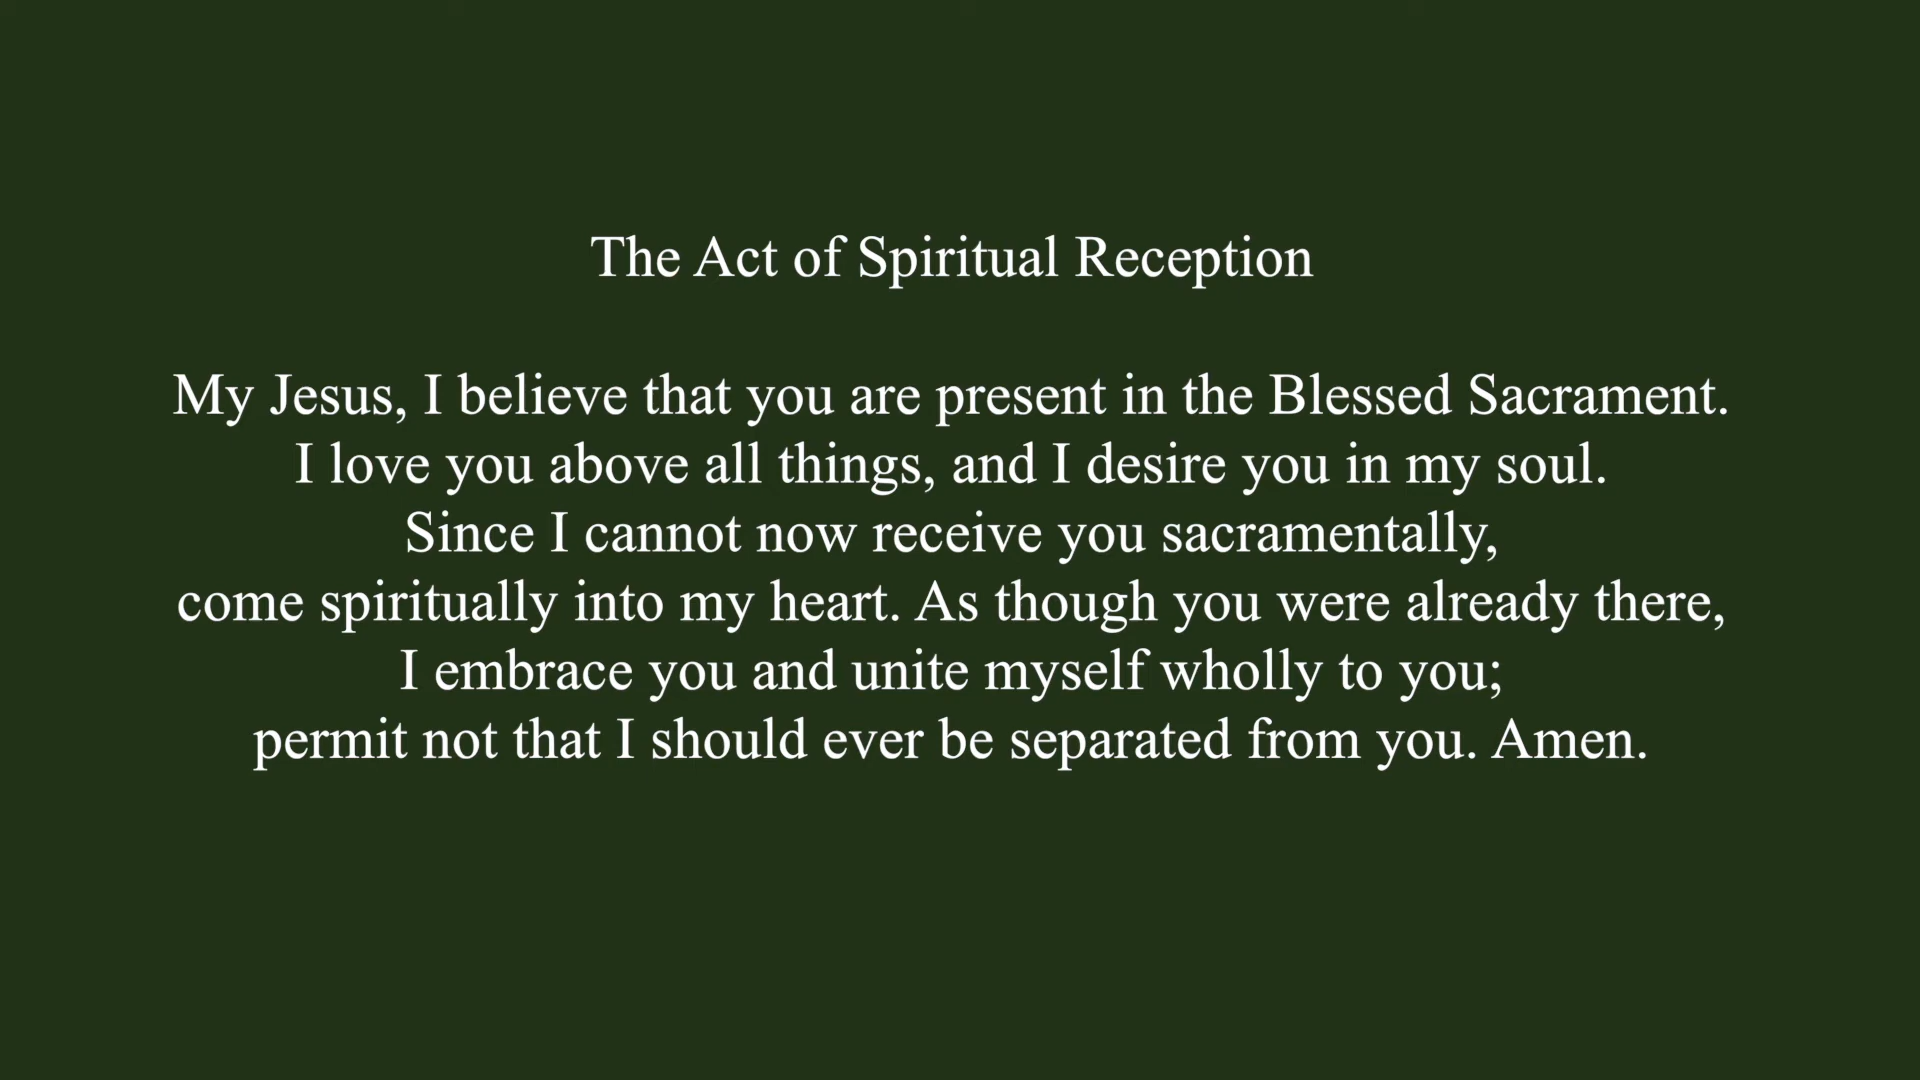 The Act of Spiritual Reception
My Jesus, I believe that you are present in the Blessed Sacrament.
I love you above all things, and I desire you in my soul.
Since I cannot now receive you sacramentally,
come spiritually into my heart. As though you were already there,
I embrace you and unite myself wholly to you;
permit not that I should ever be separated from you. Amen.